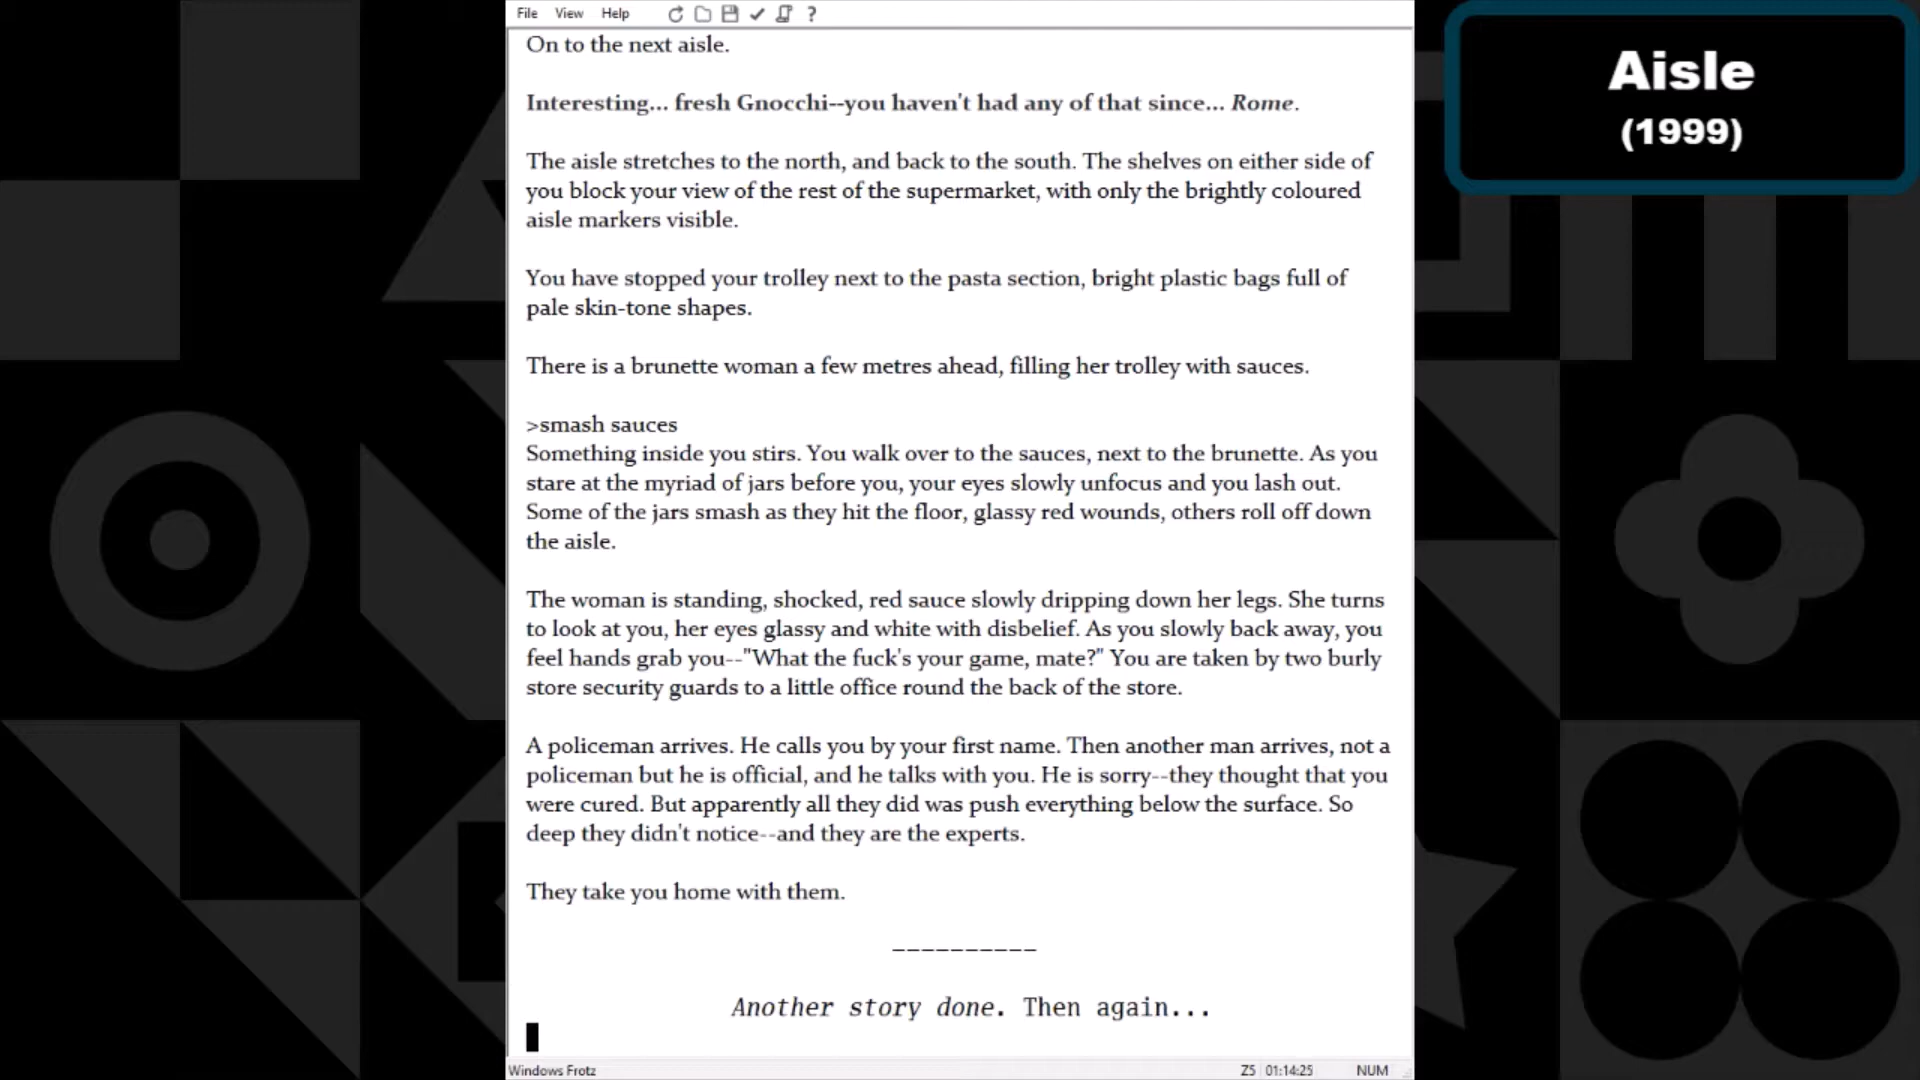 File View Help ?
Aisle
(1999)
On to the next aisle.
Interesting... fresh Gnocchi--you haven't had any of that since... Rome.
The aisle stretches to the north, and back to the south. The shelves on either side of
you block your view of the rest of the supermarket, with only the brightly coloured
aisle markers visible.
You have stopped your trolley next to the pasta section, bright plastic bags full of
pale skin-tone shapes.
There is a brunette woman a few metres ahead, filling her trolley with sauces.
>smash sauces
Something inside you stirs. You walk over to the sauces, next to the brunette. As you
stare at the myriad of jars before you, your eyes slowly unfocus and you lash out.
Some of the jars smash as they hit the floor, glassy red wounds, others roll off down
the aisle.
The woman is standing, shocked, red sauce slowly dripping down her legs. She turns
to look at you, her eyes glassy and white with disbelief. As you slowly back away, you
feel hands grab you--"What the fuck's your game, mate?" You are taken by two burly
store security guards to a little office round the back of the store.
A policeman arrives. He calls you by your first name. Then another man arrives, not a
policeman but he is official, and he talks with you. He is sorry--they thought that you
were cured. But apparently all they did was push everything below the surface. So
deep they didn't notice--and they are the experts.
They take you home with them.
----------
Another story done. Then again...
Windows Frotz Z5 01:14:25 NUM